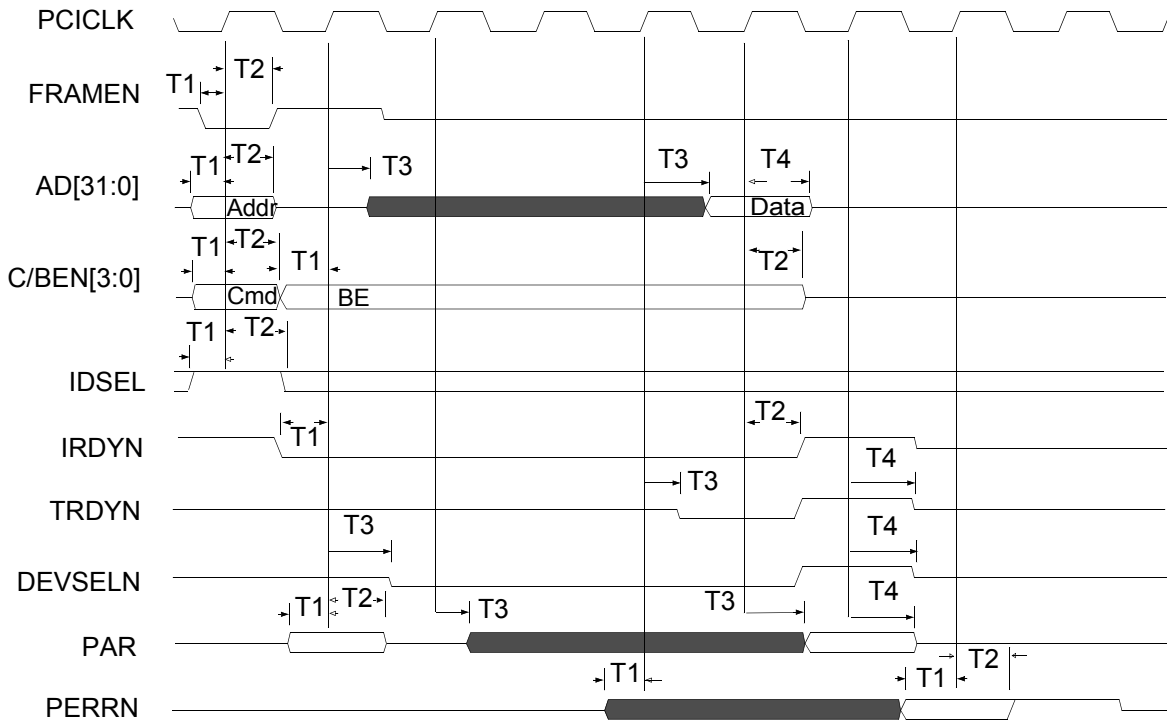 PCICLK
T1 T2
FRAMEN
T1 T2 T3 T3 T4
AD[31:0] Addr Data
T1 T2 T1 T2
C/BEN[3:0] Cmd BE
T1 T2
IDSEL
T1 T2
IRDYN
T3 T4
TRDYN
T3 T4
DEVSELN
T1 T2 T3 T3 T4
PAR
T1 T1 T2
PERRN